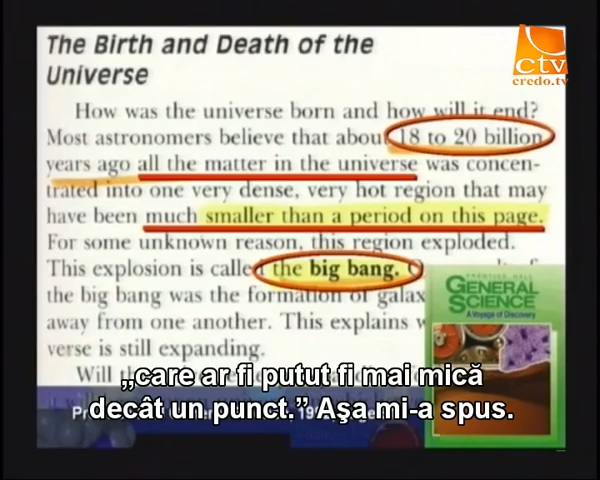 The Birth and Death of the
Universe
CTV
credo.tv
How was the universe born and how will it end?
Most astronomers believe that about 18 to 20 billion
years ago all the matter in the universe was concen-
trated into one very dense, very hot region that may
have been much smaller than a period on this page.
For some unknown reason, this region exploded.
This explosion is called the big bang.
the big bang was the formation of galax
away from one another. This explains
verse is still expanding.
Will th
PRENTICE HALL
GENERAL
SCIENCE
A Voyage of Discovery
„care ar fi putut fi mai mică
decât un punct.” Aşa mi-a spus.